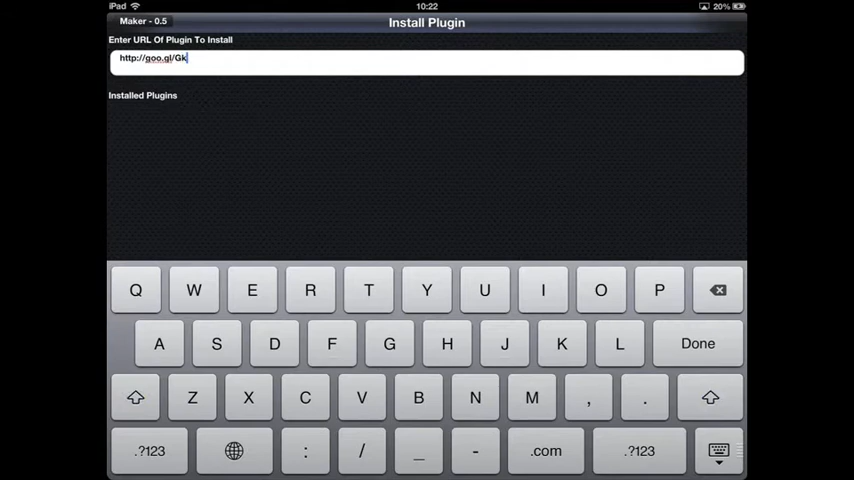 iPad 10:22 20%
Maker - 0.5 Install Plugin
Enter URL Of Plugin To Install
http://goo.gl/Gk
Installed Plugins
Q W E R T Y U I O P
A S D F G H J K L Done
Z X C V B N M , .
.?123 : / _ - .com .?123